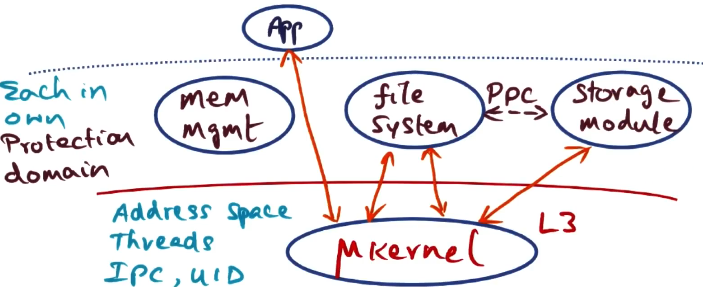 App
Each in
own
Protection
domain
mem
mgmt
file
System
PPC
Storage
module
Address Space
Threads
IPC, UID
μkernel
L3